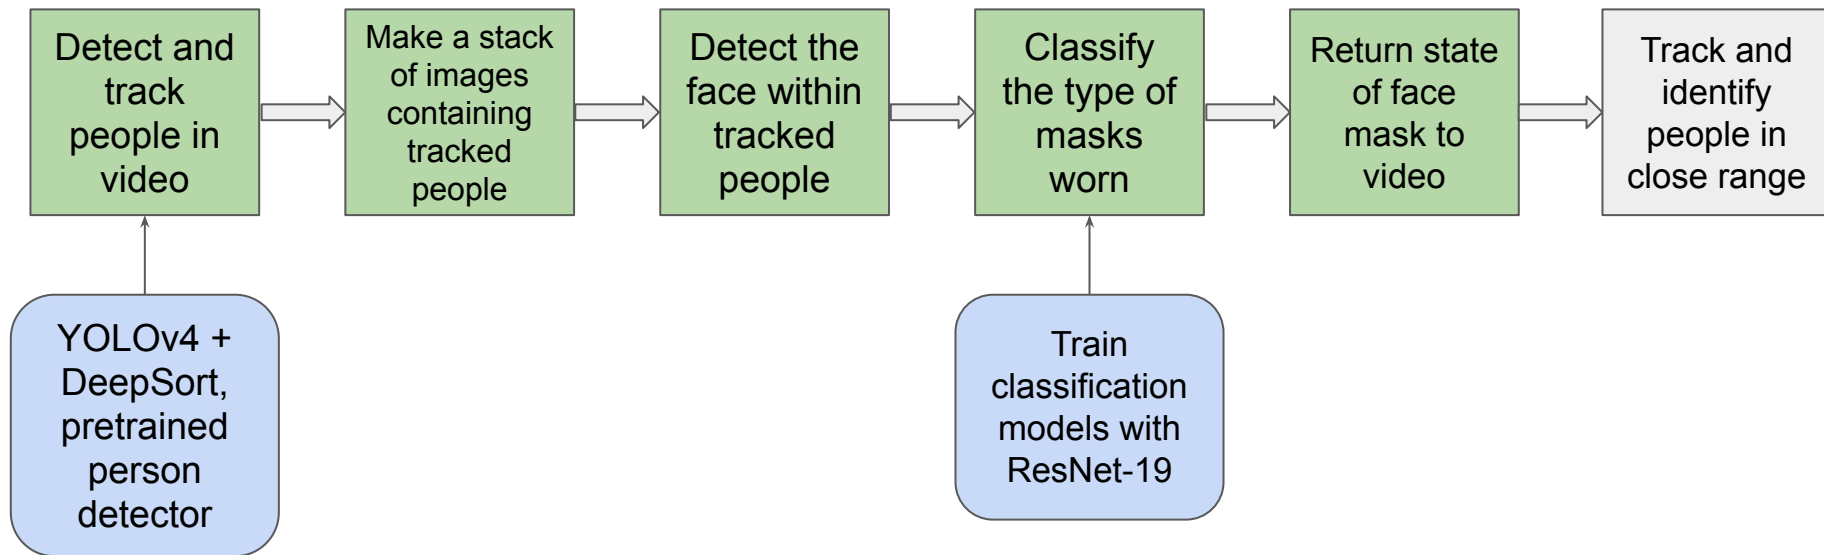 Detect and
track
people in
video
Make a stack
of images
containing
tracked
people
Detect the
face within
tracked
people
Classify
the type of
masks
worn
Return state
of face
mask to
video
Track and
identify
people in
close range
YOLOv4 +
DeepSort,
pretrained
person
detector
Train
classification
models with
ResNet-19